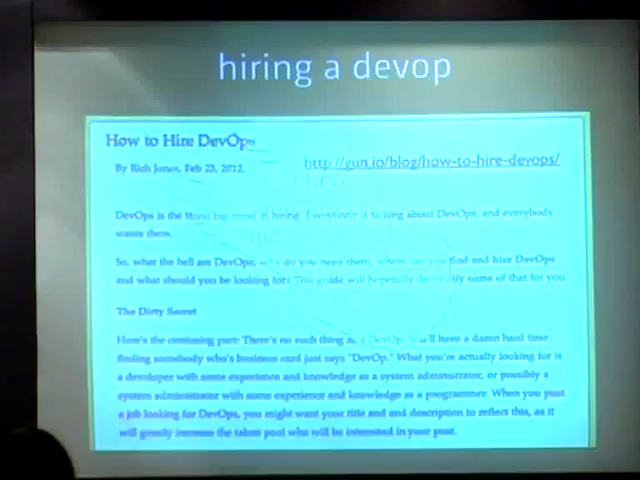 hiring a devop
How to Hire DevOps
http://gun.io/blog/how-to-hire-devops/
By Rich Jones, Feb 23, 2012.
DevOps is the big trend in hiring. Everyone is talking about DevOps, and everybody
wants them.
So, what the hell are DevOps, why do you need them, where can you find and hire DevOps
and what should you be looking for? This guide will hopefully demystify some of that for you.
The Dirty Secret
Here's the confusing part: There's no such thing as a DevOp. You'll have a damn hard time
finding somebody who's business card just says "DevOp." What you're actually looking for is
a developer with some experience and knowledge as a system administrator, or possibly a
system administrator with some experience and knowledge as a programmer. When you post
a job looking for DevOps, you might want your title and and description to reflect this, as it
will greatly increase the talent pool who will be interested in your post.